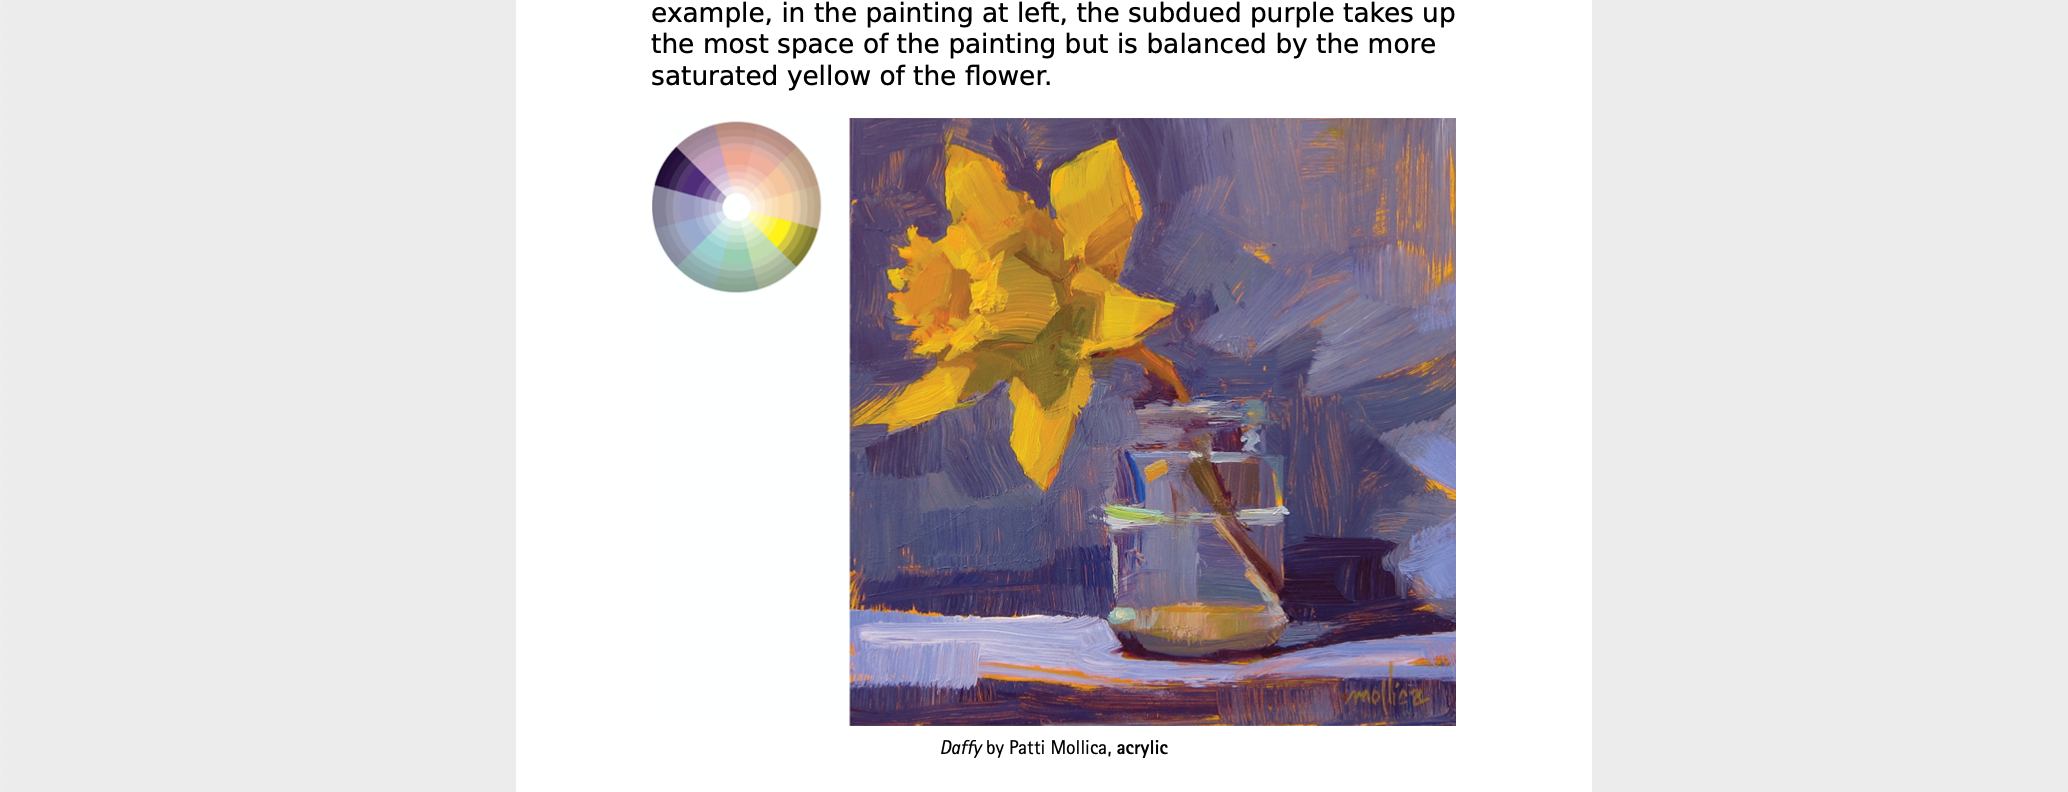 example, in the painting at left, the subdued purple takes up
the most space of the painting but is balanced by the more
saturated yellow of the flower.
mollica
Daffy by Patti Mollica, acrylic